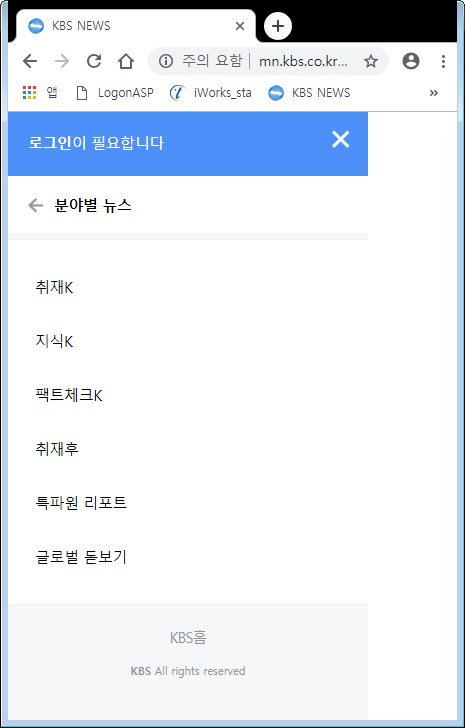 KBS NEWS
주의 요함 | mn.kbs.co.kr...
앱 LogonASP iWorks_sta KBS NEWS »
로그인이 필요합니다
분야별 뉴스
취재K
지식K
팩트체크K
취재후
특파원 리포트
글로벌 돋보기
KBS홈
KBS All rights reserved